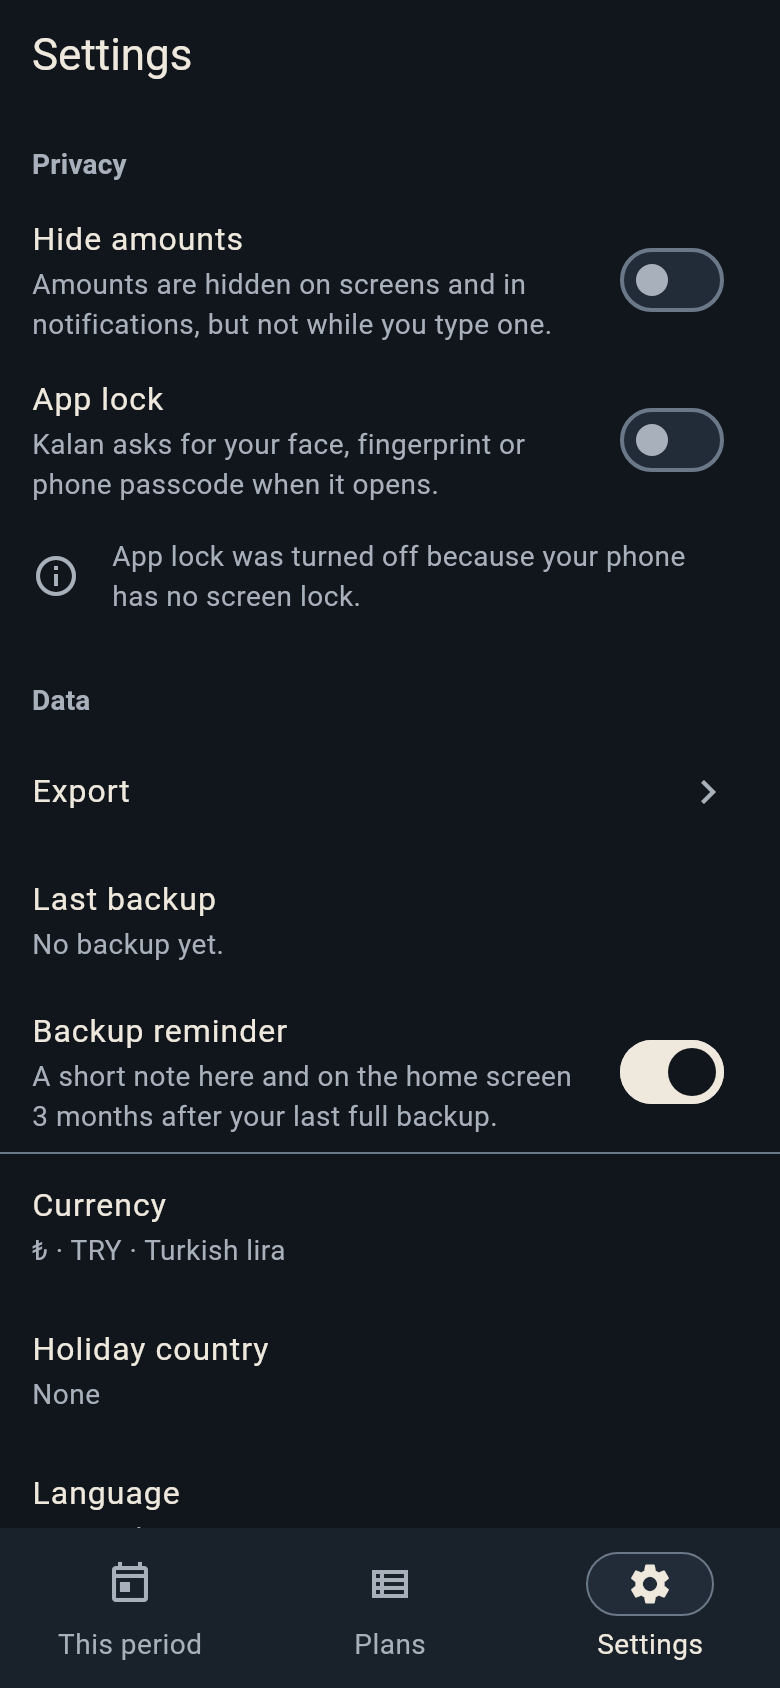 Settings
Privacy
Hide amounts
Amounts are hidden on screens and in
notifications, but not while you type one.
App lock
Kalan asks for your face, fingerprint or
phone passcode when it opens.
App lock was turned off because your phone
has no screen lock.
Data
Export
Last backup
No backup yet.
Backup reminder
A short note here and on the home screen
3 months after your last full backup.
Currency
₺ · TRY · Turkish lira
Holiday country
None
Language
This period
Plans
Settings